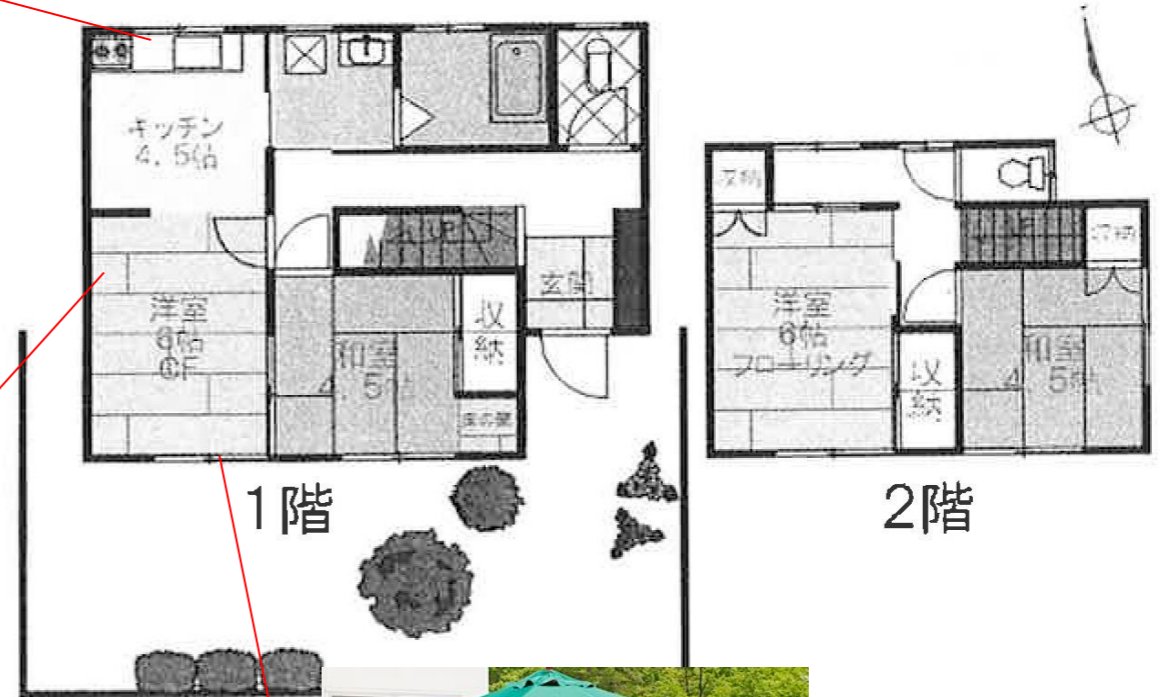 キッチン
4.5帖
洋室
6帖
CF
和室
4.5帖
収
納
床の間
玄関
UP
1階
収納
洋室
6帖
フローリング
収
納
和室
4.5帖
収納
2階